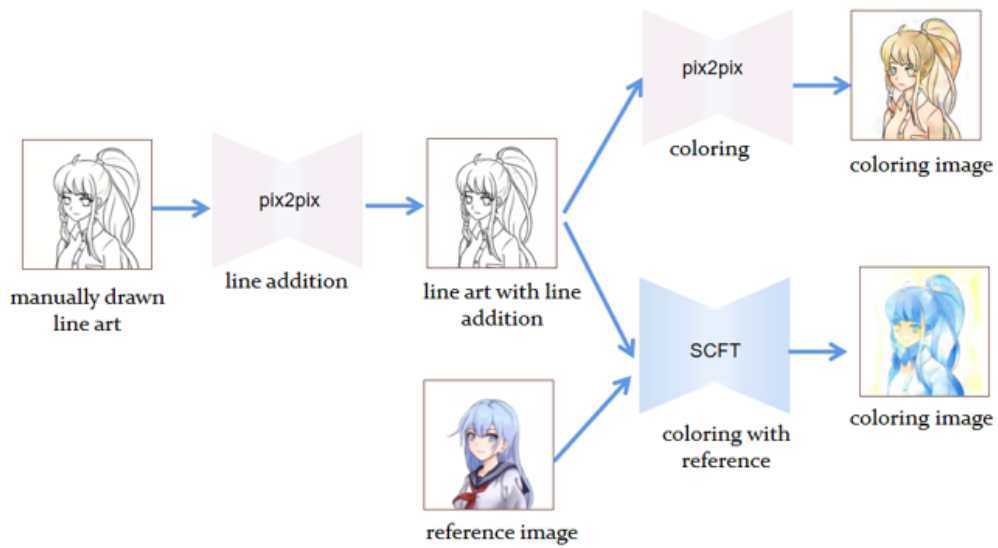 manually drawn
line art
pix2pix
line addition
line art with line
addition
pix2pix
coloring
coloring image
reference image
SCFT
coloring with
reference
coloring image